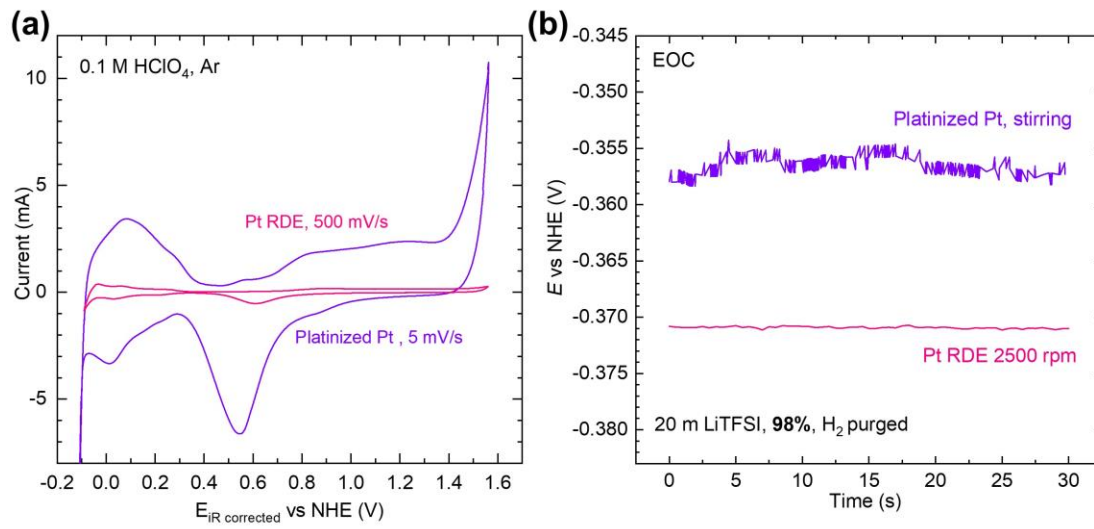 (a)
0.1 M HClO4, Ar
Pt RDE, 500 mV/s
Platinized Pt , 5 mV/s
10
5
0
-5
Current (mA)
-0.2 0.0 0.2 0.4 0.6 0.8 1.0 1.2 1.4 1.6
EiR corrected vs NHE (V)
(b)
EOC
Platinized Pt, stirring
Pt RDE 2500 rpm
20 m LiTFSI, 98%, H2 purged
-0.345
-0.350
-0.355
-0.360
-0.365
-0.370
-0.375
-0.380
E vs NHE (V)
0 5 10 15 20 25 30
Time (s)